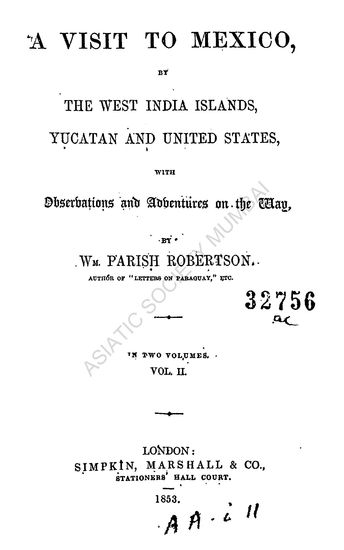 A VISIT TO MEXICO,
BY
THE WEST INDIA ISLANDS,
YUCATAN AND UNITED STATES,
WITH
Observations and Adventures on the Way,
BY
WM. PARISH ROBERTSON.
AUTHOR OF "LETTERS ON PARAGUAY," ETC.
32756
ac
IN TWO VOLUMES.
VOL. II.
LONDON:
SIMPKIN, MARSHALL & CO.,
STATIONERS' HALL COURT.
1853.
AA-i 11
ASIATIC SOCIETY MUMBAI